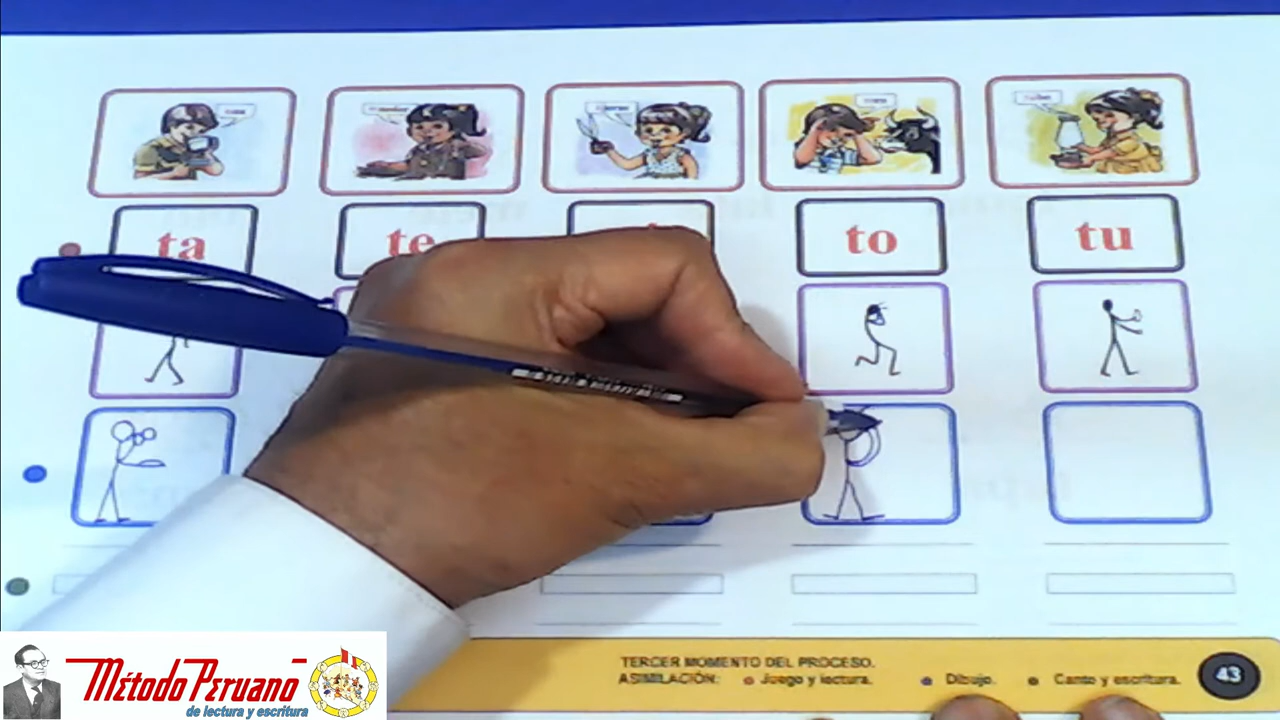 ta te to tu
TERCER MOMENTO DEL PROCESO.
ASIMILACIÓN: Juego y lectura. Dibujo. Canto y escritura.
43
Método Peruano
de lectura y escritura